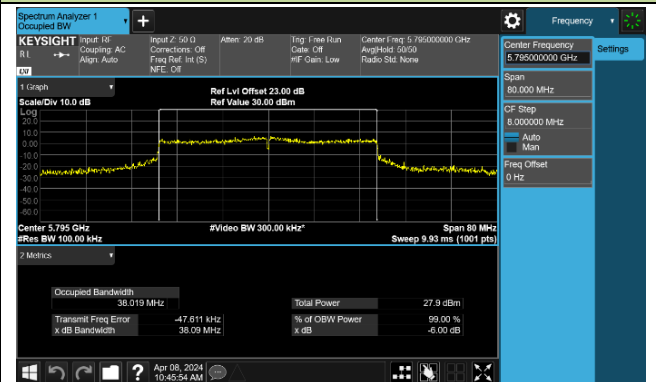 Spectrum Analyzer 1
Occupied BW
Frequency
KEYSIGHT
Input: RF
Coupling: AC
Align: Auto
Input Z: 50 Ω
Corrections: Off
Freq Ref: Int (S)
NFE: Off
Atten: 20 dB
Trig: Free Run
Gate: Off
#IF Gain: Low
Center Freq: 5.795000000 GHz
Avg|Hold: 50/50
Radio Std: None
RL
LXI
Center Frequency
5.795000000 GHz
Settings
Span
80.000 MHz
CF Step
8.000000 MHz
Auto
Man
Freq Offset
0 Hz
1 Graph
Scale/Div 10.0 dB
Ref Lvl Offset 23.00 dB
Ref Value 30.00 dBm
Log
20.0
10.0
0.00
-10.0
-20.0
-30.0
-40.0
-50.0
-60.0
Center 5.795 GHz
#Res BW 100.00 kHz
#Video BW 300.00 kHz*
Span 80 MHz
Sweep 9.93 ms (1001 pts)
2 Metrics
Occupied Bandwidth
38.019 MHz
Total Power 27.9 dBm
Transmit Freq Error -47.611 kHz
% of OBW Power 99.00 %
x dB Bandwidth 38.09 MHz
x dB -6.00 dB
Apr 08, 2024
10:45:54 AM